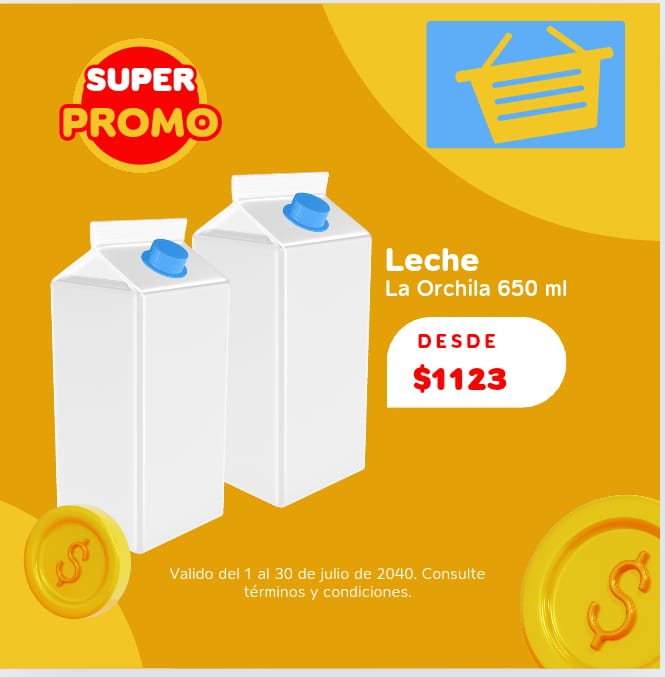 SUPER
PROMO
Leche
La Orchila 650 ml
DESDE
$1123
Valido del 1 al 30 de julio de 2040. Consulte
términos y condiciones.
$
$